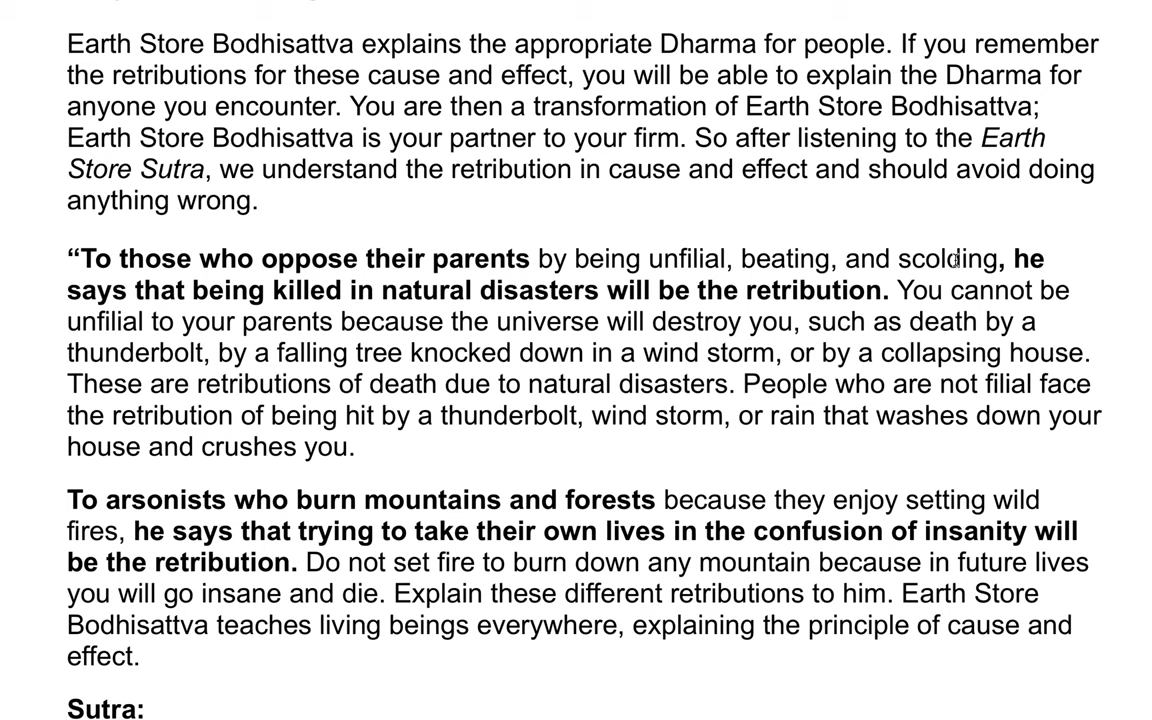 Earth Store Bodhisattva explains the appropriate Dharma for people. If you remember
the retributions for these cause and effect, you will be able to explain the Dharma for
anyone you encounter. You are then a transformation of Earth Store Bodhisattva;
Earth Store Bodhisattva is your partner to your firm. So after listening to the Earth
Store Sutra, we understand the retribution in cause and effect and should avoid doing
anything wrong.
“To those who oppose their parents by being unfilial, beating, and scolding, he
says that being killed in natural disasters will be the retribution. You cannot be
unfilial to your parents because the universe will destroy you, such as death by a
thunderbolt, by a falling tree knocked down in a wind storm, or by a collapsing house.
These are retributions of death due to natural disasters. People who are not filial face
the retribution of being hit by a thunderbolt, wind storm, or rain that washes down your
house and crushes you.
To arsonists who burn mountains and forests because they enjoy setting wild
fires, he says that trying to take their own lives in the confusion of insanity will
be the retribution. Do not set fire to burn down any mountain because in future lives
you will go insane and die. Explain these different retributions to him. Earth Store
Bodhisattva teaches living beings everywhere, explaining the principle of cause and
effect.
Sutra: